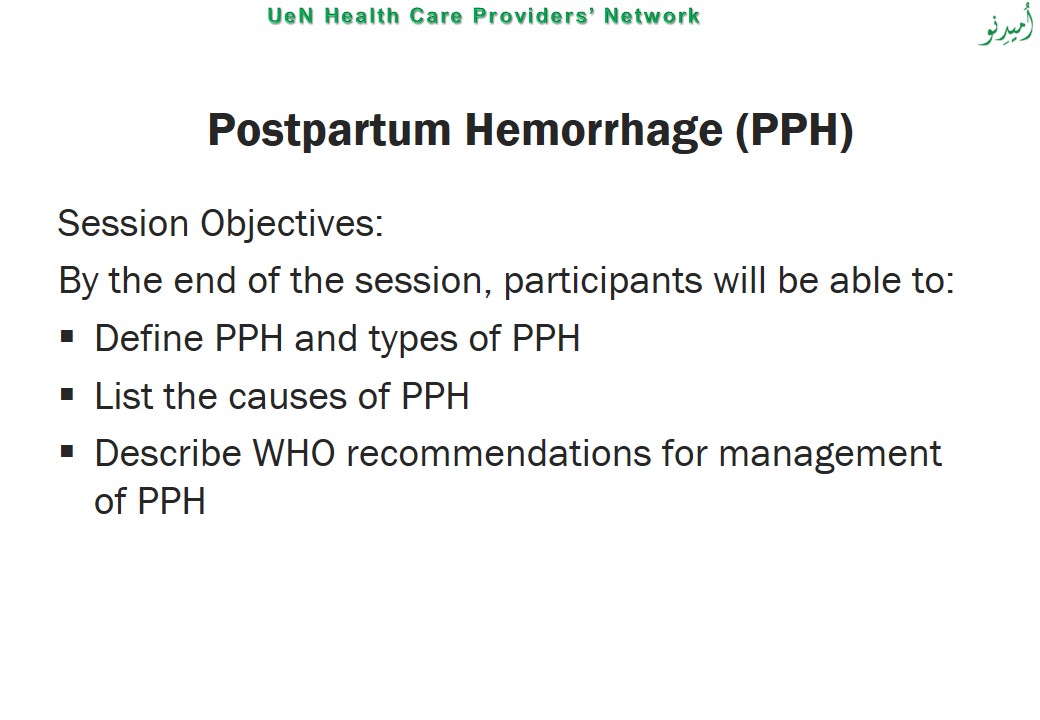 UeN Health Care Providers’ Network
اُمیدِنو
Postpartum Hemorrhage (PPH)
Session Objectives:
By the end of the session, participants will be able to:
▪ Define PPH and types of PPH
▪ List the causes of PPH
▪ Describe WHO recommendations for management
of PPH